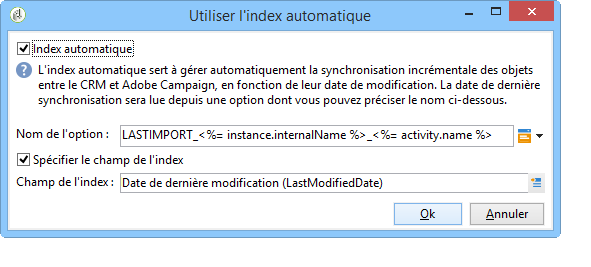 Utiliser l'index automatique
Index automatique
L'index automatique sert à gérer automatiquement la synchronisation incrémentale des objets
entre le CRM et Adobe Campaign, en fonction de leur date de modification. La date de dernière
synchronisation sera lue depuis une option dont vous pouvez préciser le nom ci-dessous.
Nom de l'option : LASTIMPORT_<%= instance.internalName %>_<%= activity.name %>
Spécifier le champ de l'index
Champ de l'index : Date de dernière modification (LastModifiedDate)
Ok Annuler